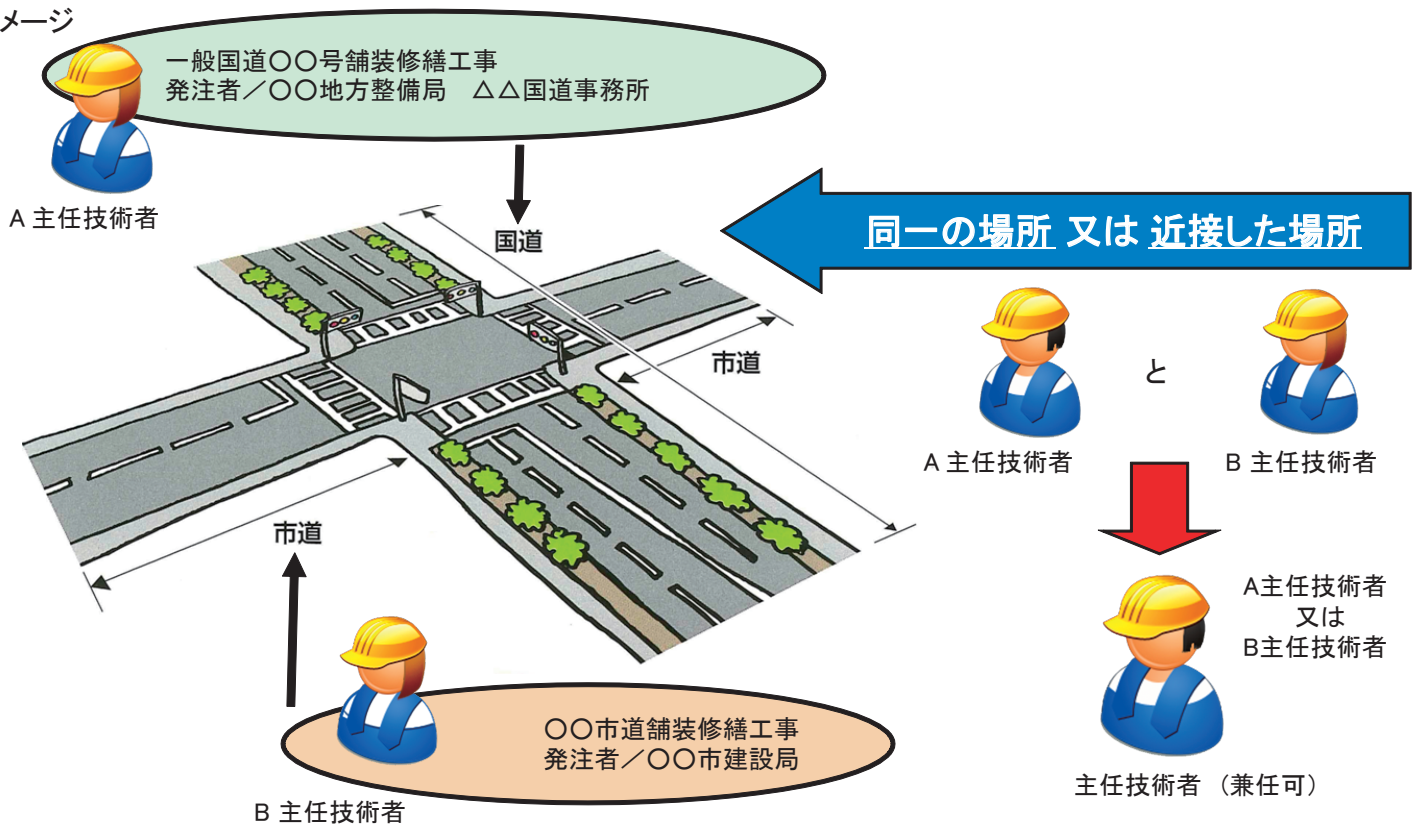 メージ
一般国道〇〇号舗装修繕工事
発注者／〇〇地方整備局　△△国道事務所
A 主任技術者
国道
同一の場所 又は 近接した場所
市道
と
A 主任技術者
B 主任技術者
市道
A主任技術者
又は
B主任技術者
〇〇市道舗装修繕工事
発注者／〇〇市建設局
主任技術者 （兼任可）
B 主任技術者